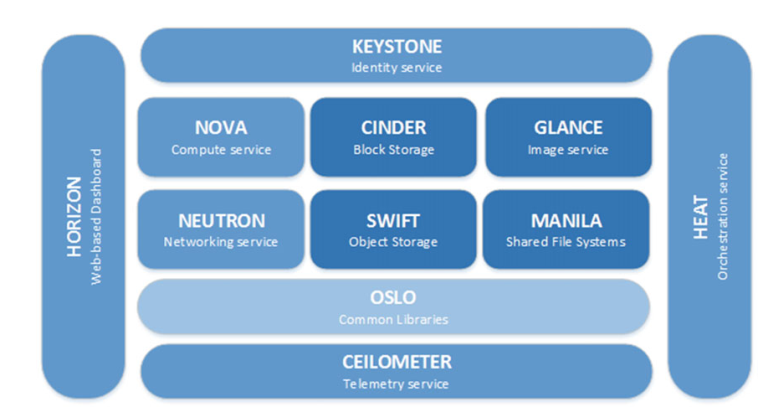 KEYSTONE
Identity service
HORIZON
Web-based Dashboard
NOVA
Compute service
CINDER
Block Storage
GLANCE
Image service
NEUTRON
Networking service
SWIFT
Object Storage
MANILA
Shared File Systems
HEAT
Orchestration service
OSLO
Common Libraries
CEILOMETER
Telemetry service